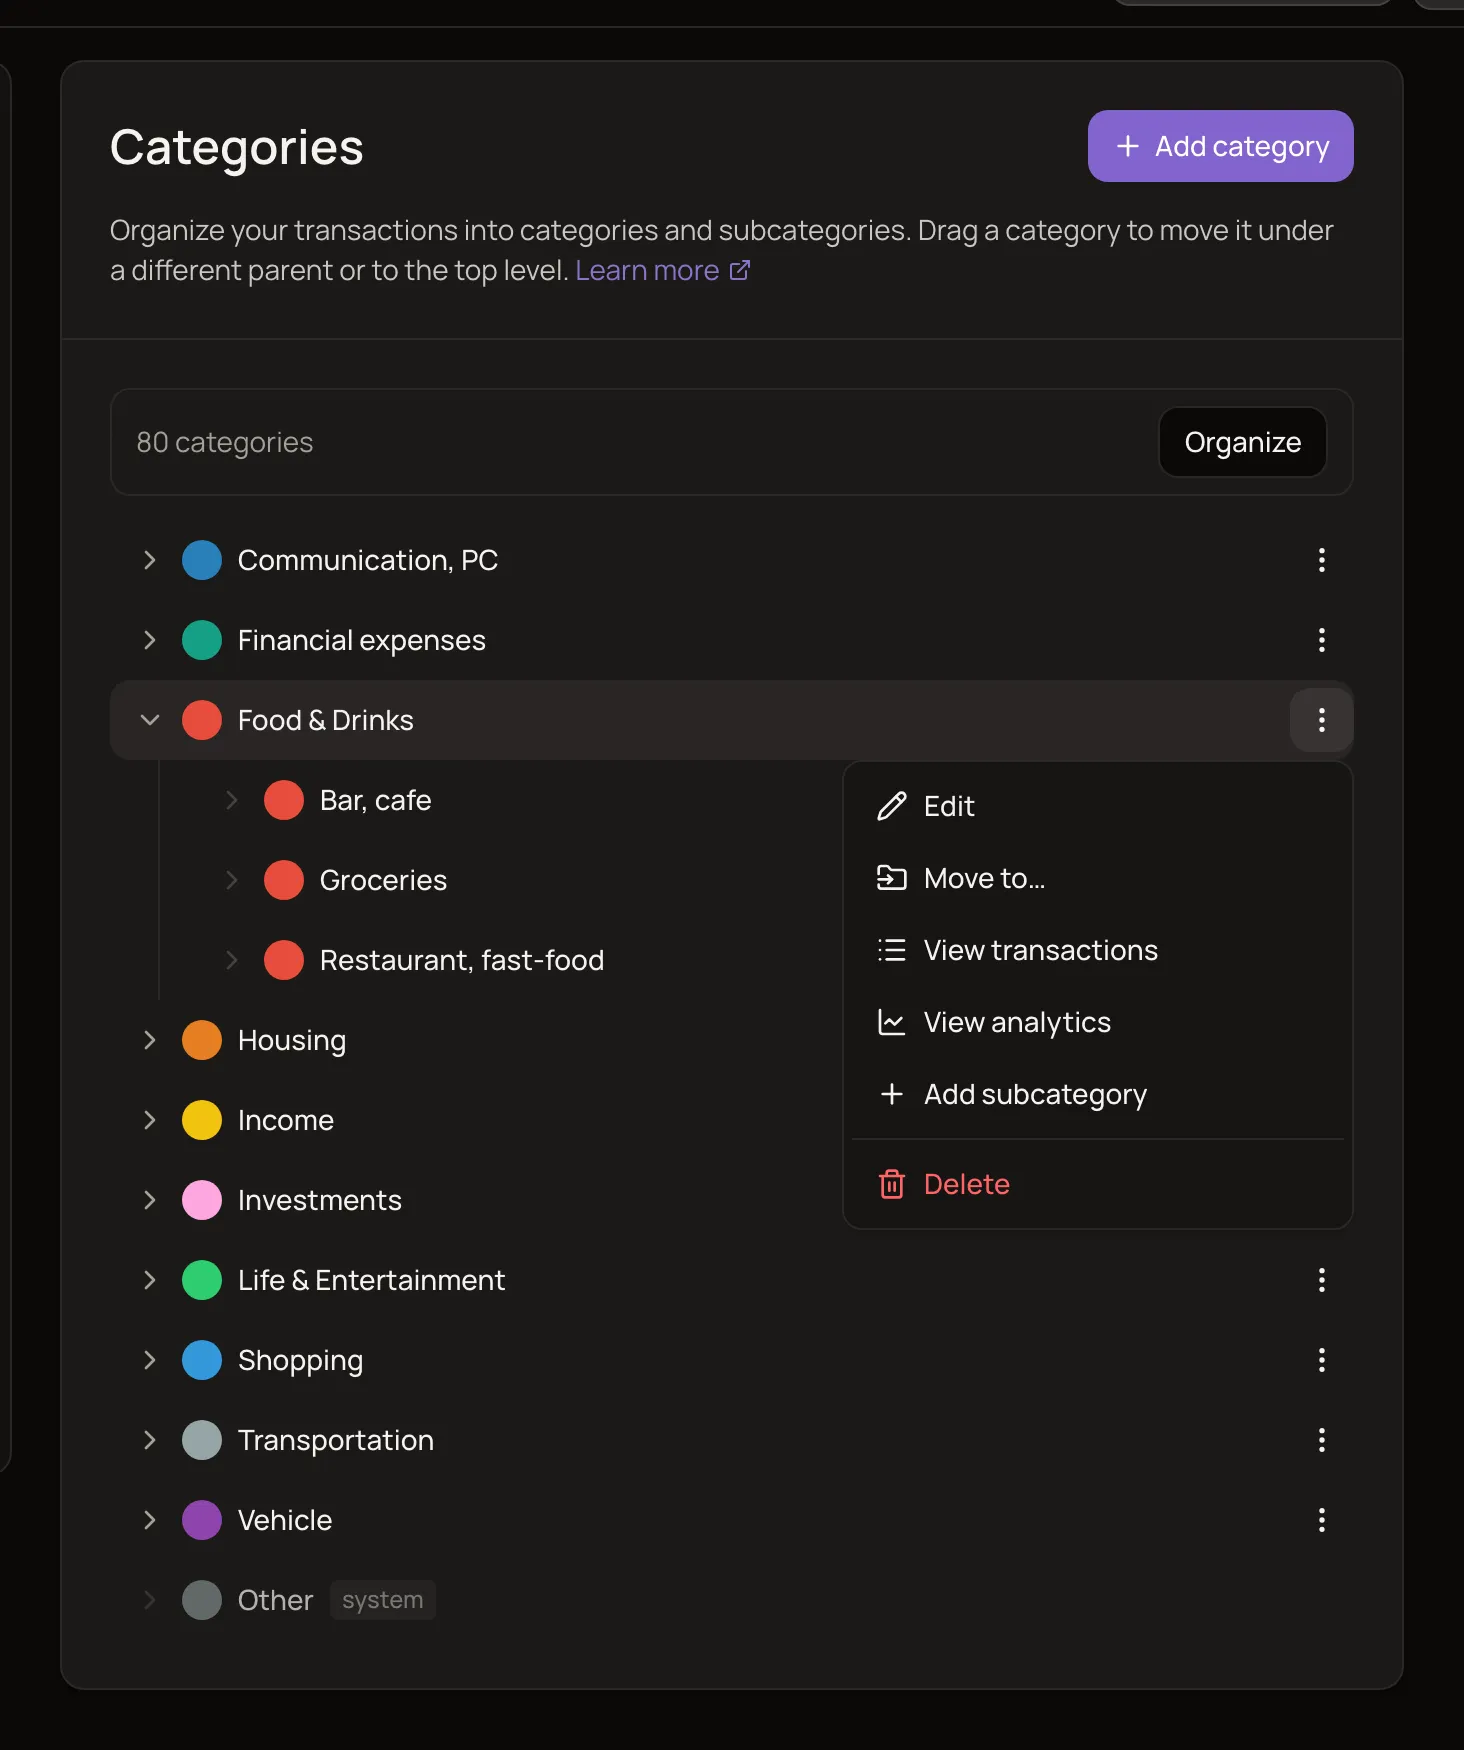 Categories
Add category
Organize your transactions into categories and subcategories. Drag a category to move it under
a different parent or to the top level. Learn more
80 categories
Organize
Communication, PC
Financial expenses
Food & Drinks
Bar, cafe
Groceries
Restaurant, fast-food
Edit
Move to...
View transactions
View analytics
Add subcategory
Delete
Housing
Income
Investments
Life & Entertainment
Shopping
Transportation
Vehicle
Other system